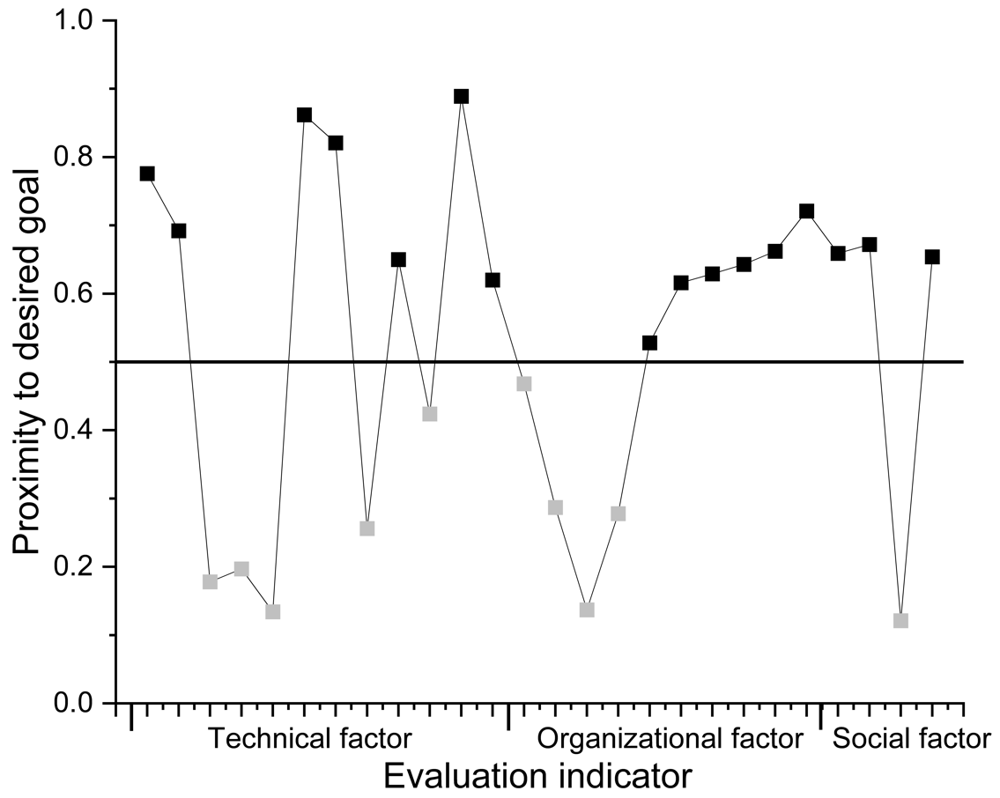 1.0
0.8
0.6
0.4
0.2
0.0
Proximity to desired goal
Technical factor
Organizational factor
Social factor
Evaluation indicator